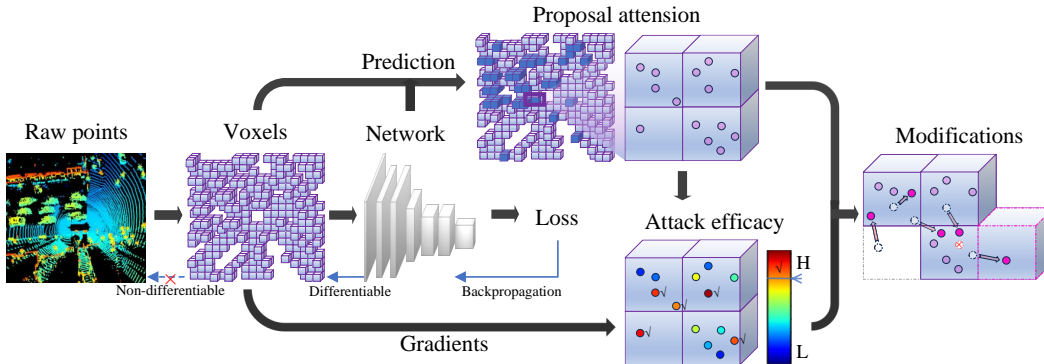 Proposal attension
Prediction
Raw points
Voxels
Network
Modifications
Loss
Attack efficacy
H
√
√
√
√
√
√
L
Non-differentiable
Differentiable
Backpropagation
Gradients